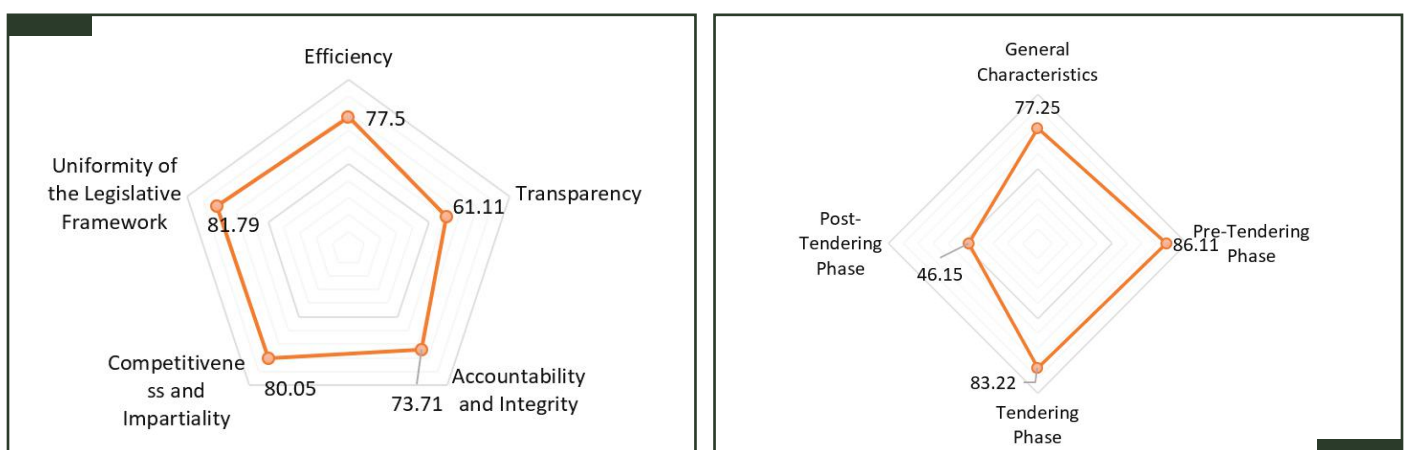 Efficiency
77.5
Uniformity of
the Legislative
Framework
81.79
61.11
Transparency
Competitivene
ss and
Impartiality
80.05
73.71
Accountability
and Integrity
General
Characteristics
77.25
Post-
Tendering
Phase
46.15
86.11
Pre-Tendering
Phase
83.22
Tendering
Phase